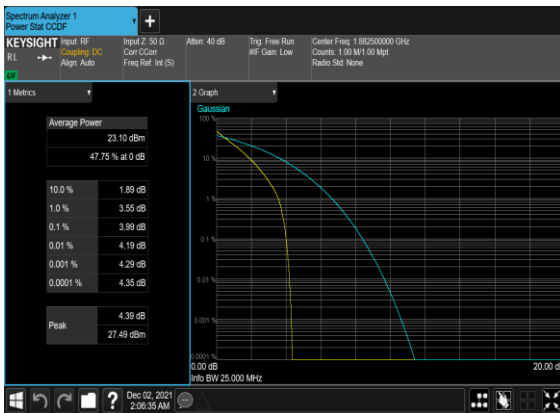 Spectrum Analyzer 1
Power Stat CCDF
KEYSIGHT
RL
LV
Input: RF
Coupling: DC
Align: Auto
Input Z: 50 Ω
Corr CCorr
Freq Ref: Int (S)
Atten: 40 dB
Trig: Free Run
#IF Gain: Low
Center Freq: 1.882500000 GHz
Counts: 1.00 M/1.00 Mpt
Radio Std: None
1 Metrics
Average Power
23.10 dBm
47.75 % at 0 dB
10.0 % 1.89 dB
1.0 % 3.55 dB
0.1 % 3.99 dB
0.01 % 4.19 dB
0.001 % 4.29 dB
0.0001 % 4.35 dB
Peak
4.39 dB
27.49 dBm
2 Graph
Gaussian
100 %
10 %
1 %
0.1 %
0.01 %
0.001 %
0.0001 %
0.00 dB
20.00 d
Info BW 25.000 MHz
?
Dec 02, 2021
2:06:35 AM